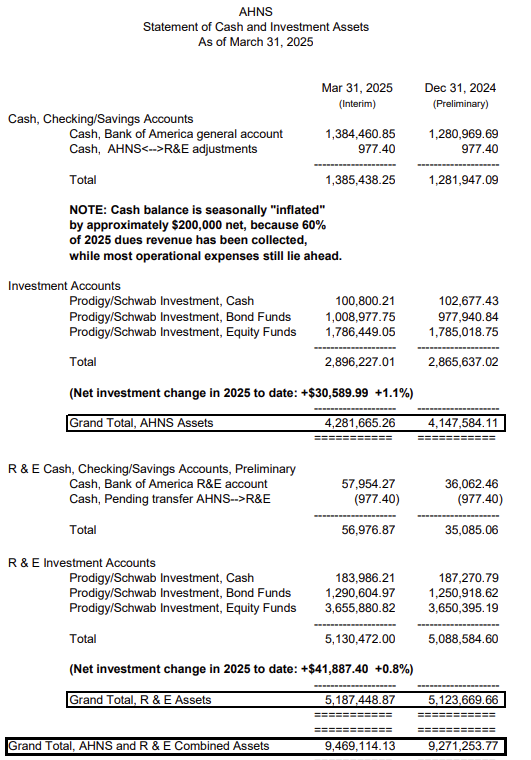 AHNS
Statement of Cash and Investment Assets
As of March 31, 2025
Mar 31, 2025 Dec 31, 2024
(Interim) (Preliminary)
Cash, Checking/Savings Accounts
Cash, Bank of America general account 1,384,460.85 1,280,969.69
Cash, AHNS<-->R&E adjustments 977.40 977.40
-------------------- --------------------
Total 1,385,438.25 1,281,947.09
NOTE: Cash balance is seasonally "inflated"
by approximately $200,000 net, because 60%
of 2025 dues revenue has been collected,
while most operational expenses still lie ahead.
Investment Accounts
Prodigy/Schwab Investment, Cash 100,800.21 102,677.43
Prodigy/Schwab Investment, Bond Funds 1,008,977.75 977,940.84
Prodigy/Schwab Investment, Equity Funds 1,786,449.05 1,785,018.75
-------------------- --------------------
Total 2,896,227.01 2,865,637.02
(Net investment change in 2025 to date: +$30,589.99 +1.1%)
-------------------- --------------------
Grand Total, AHNS Assets 4,281,665.26 4,147,584.11
=========== ===========
R & E Cash, Checking/Savings Accounts, Preliminary
Cash, Bank of America R&E account 57,954.27 36,062.46
Cash, Pending transfer AHNS-->R&E (977.40) (977.40)
-------------------- --------------------
Total 56,976.87 35,085.06
R & E Investment Accounts
Prodigy/Schwab Investment, Cash 183,986.21 187,270.79
Prodigy/Schwab Investment, Bond Funds 1,290,604.97 1,250,918.62
Prodigy/Schwab Investment, Equity Funds 3,655,880.82 3,650,395.19
-------------------- --------------------
Total 5,130,472.00 5,088,584.60
(Net investment change in 2025 to date: +$41,887.40 +0.8%)
-------------------- --------------------
Grand Total, R & E Assets 5,187,448.87 5,123,669.66
=========== ===========
=========== ===========
Grand Total, AHNS and R & E Combined Assets 9,469,114.13 9,271,253.77